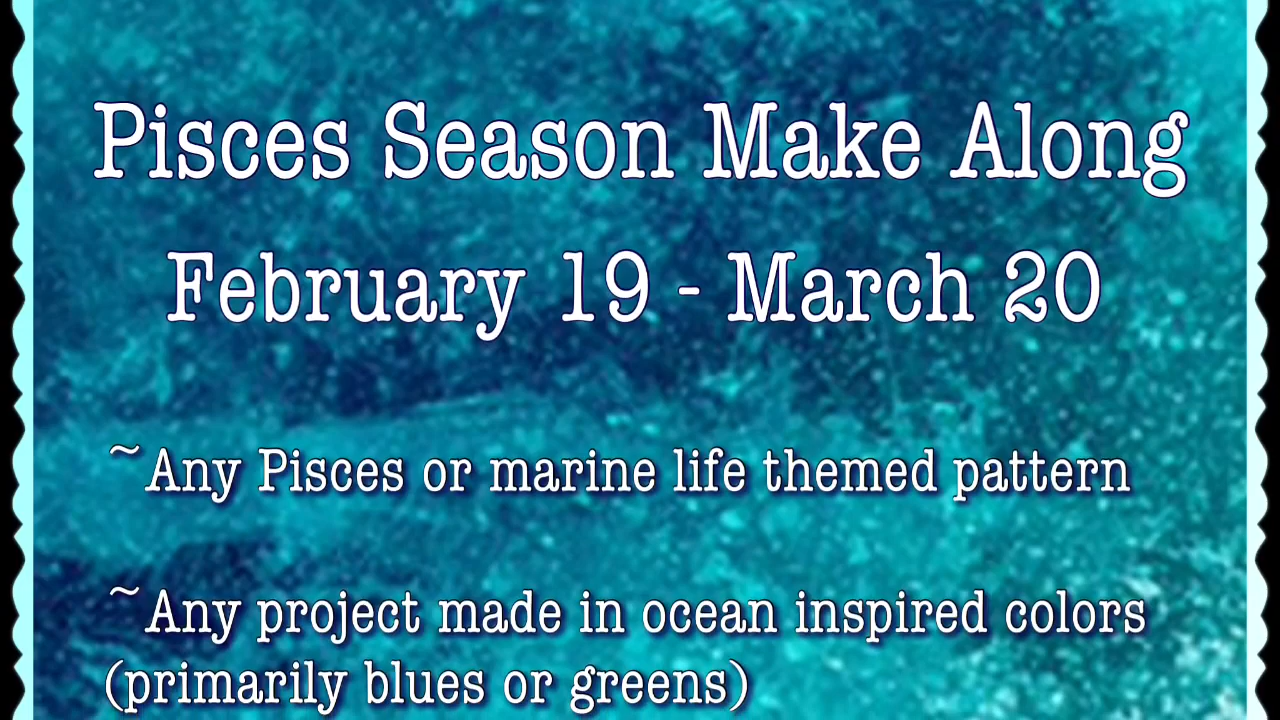 Pisces Season Make Along
February 19 - March 20
~Any Pisces or marine life themed pattern
~Any project made in ocean inspired colors
(primarily blues or greens)